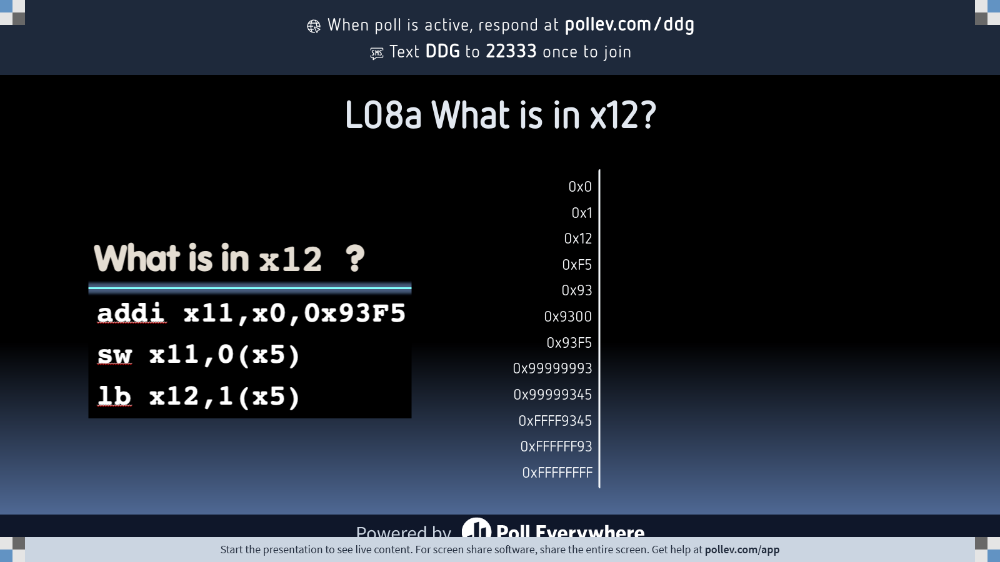 When poll is active, respond at pollev.com/ddg
SMS Text DDG to 22333 once to join
L08a What is in x12?
What is in x12 ?
addi x11,x0,0x93F5
sw x11,0(x5)
lb x12,1(x5)
0x0
0x1
0x12
0xF5
0x93
0x9300
0x93F5
0x99999993
0x99999345
0xFFFF9345
0xFFFFFF93
0xFFFFFFFF
Powered by Poll Everywhere
Start the presentation to see live content. For screen share software, share the entire screen. Get help at pollev.com/app